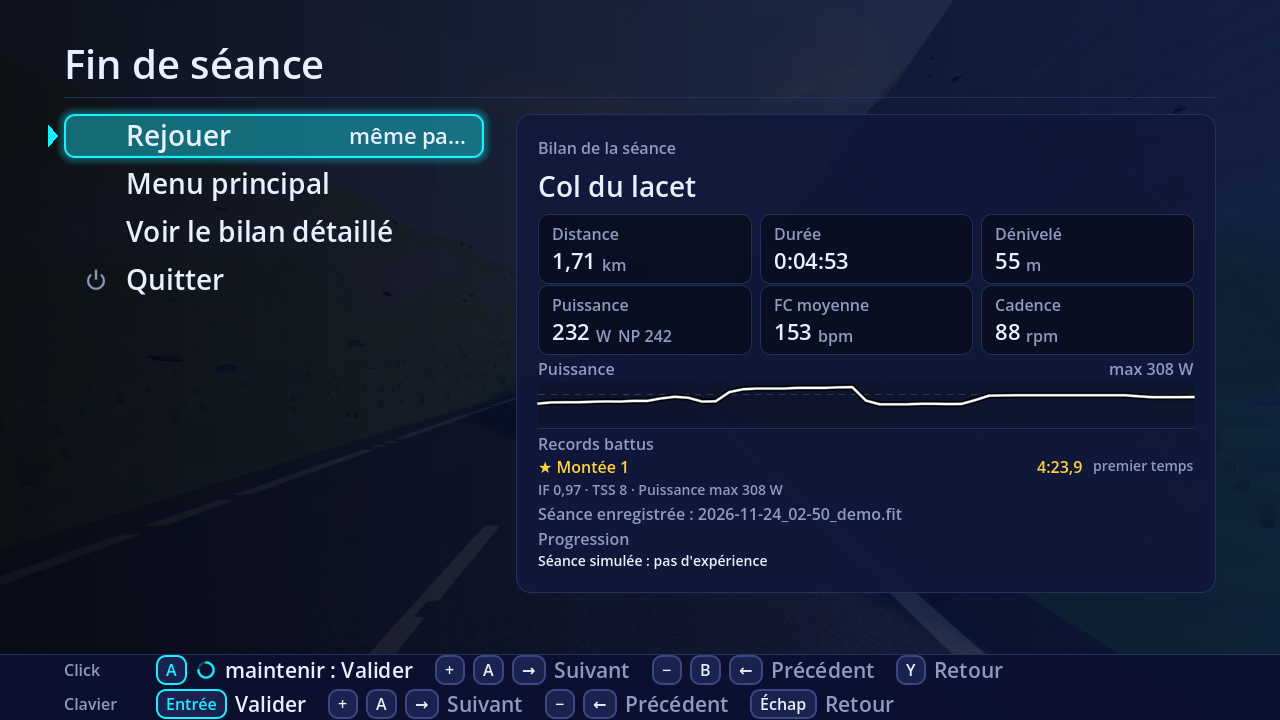 Fin de séance
Rejouer même pa...
Menu principal
Voir le bilan détaillé
Quitter
Bilan de la séance
Col du lacet
Distance Durée Dénivelé
1,71 km 0:04:53 55 m
Puissance FC moyenne Cadence
232 W NP 242 153 bpm 88 rpm
Puissance max 308 W
Records battus
★ Montée 1 4:23,9 premier temps
IF 0,97 · TSS 8 · Puissance max 308 W
Séance enregistrée : 2026-11-24_02-50_demo.fit
Progression
Séance simulée : pas d'expérience
Click A maintenir : Valider + A → Suivant − B ← Précédent Y Retour
Clavier Entrée Valider + A → Suivant − ← Précédent Échap Retour